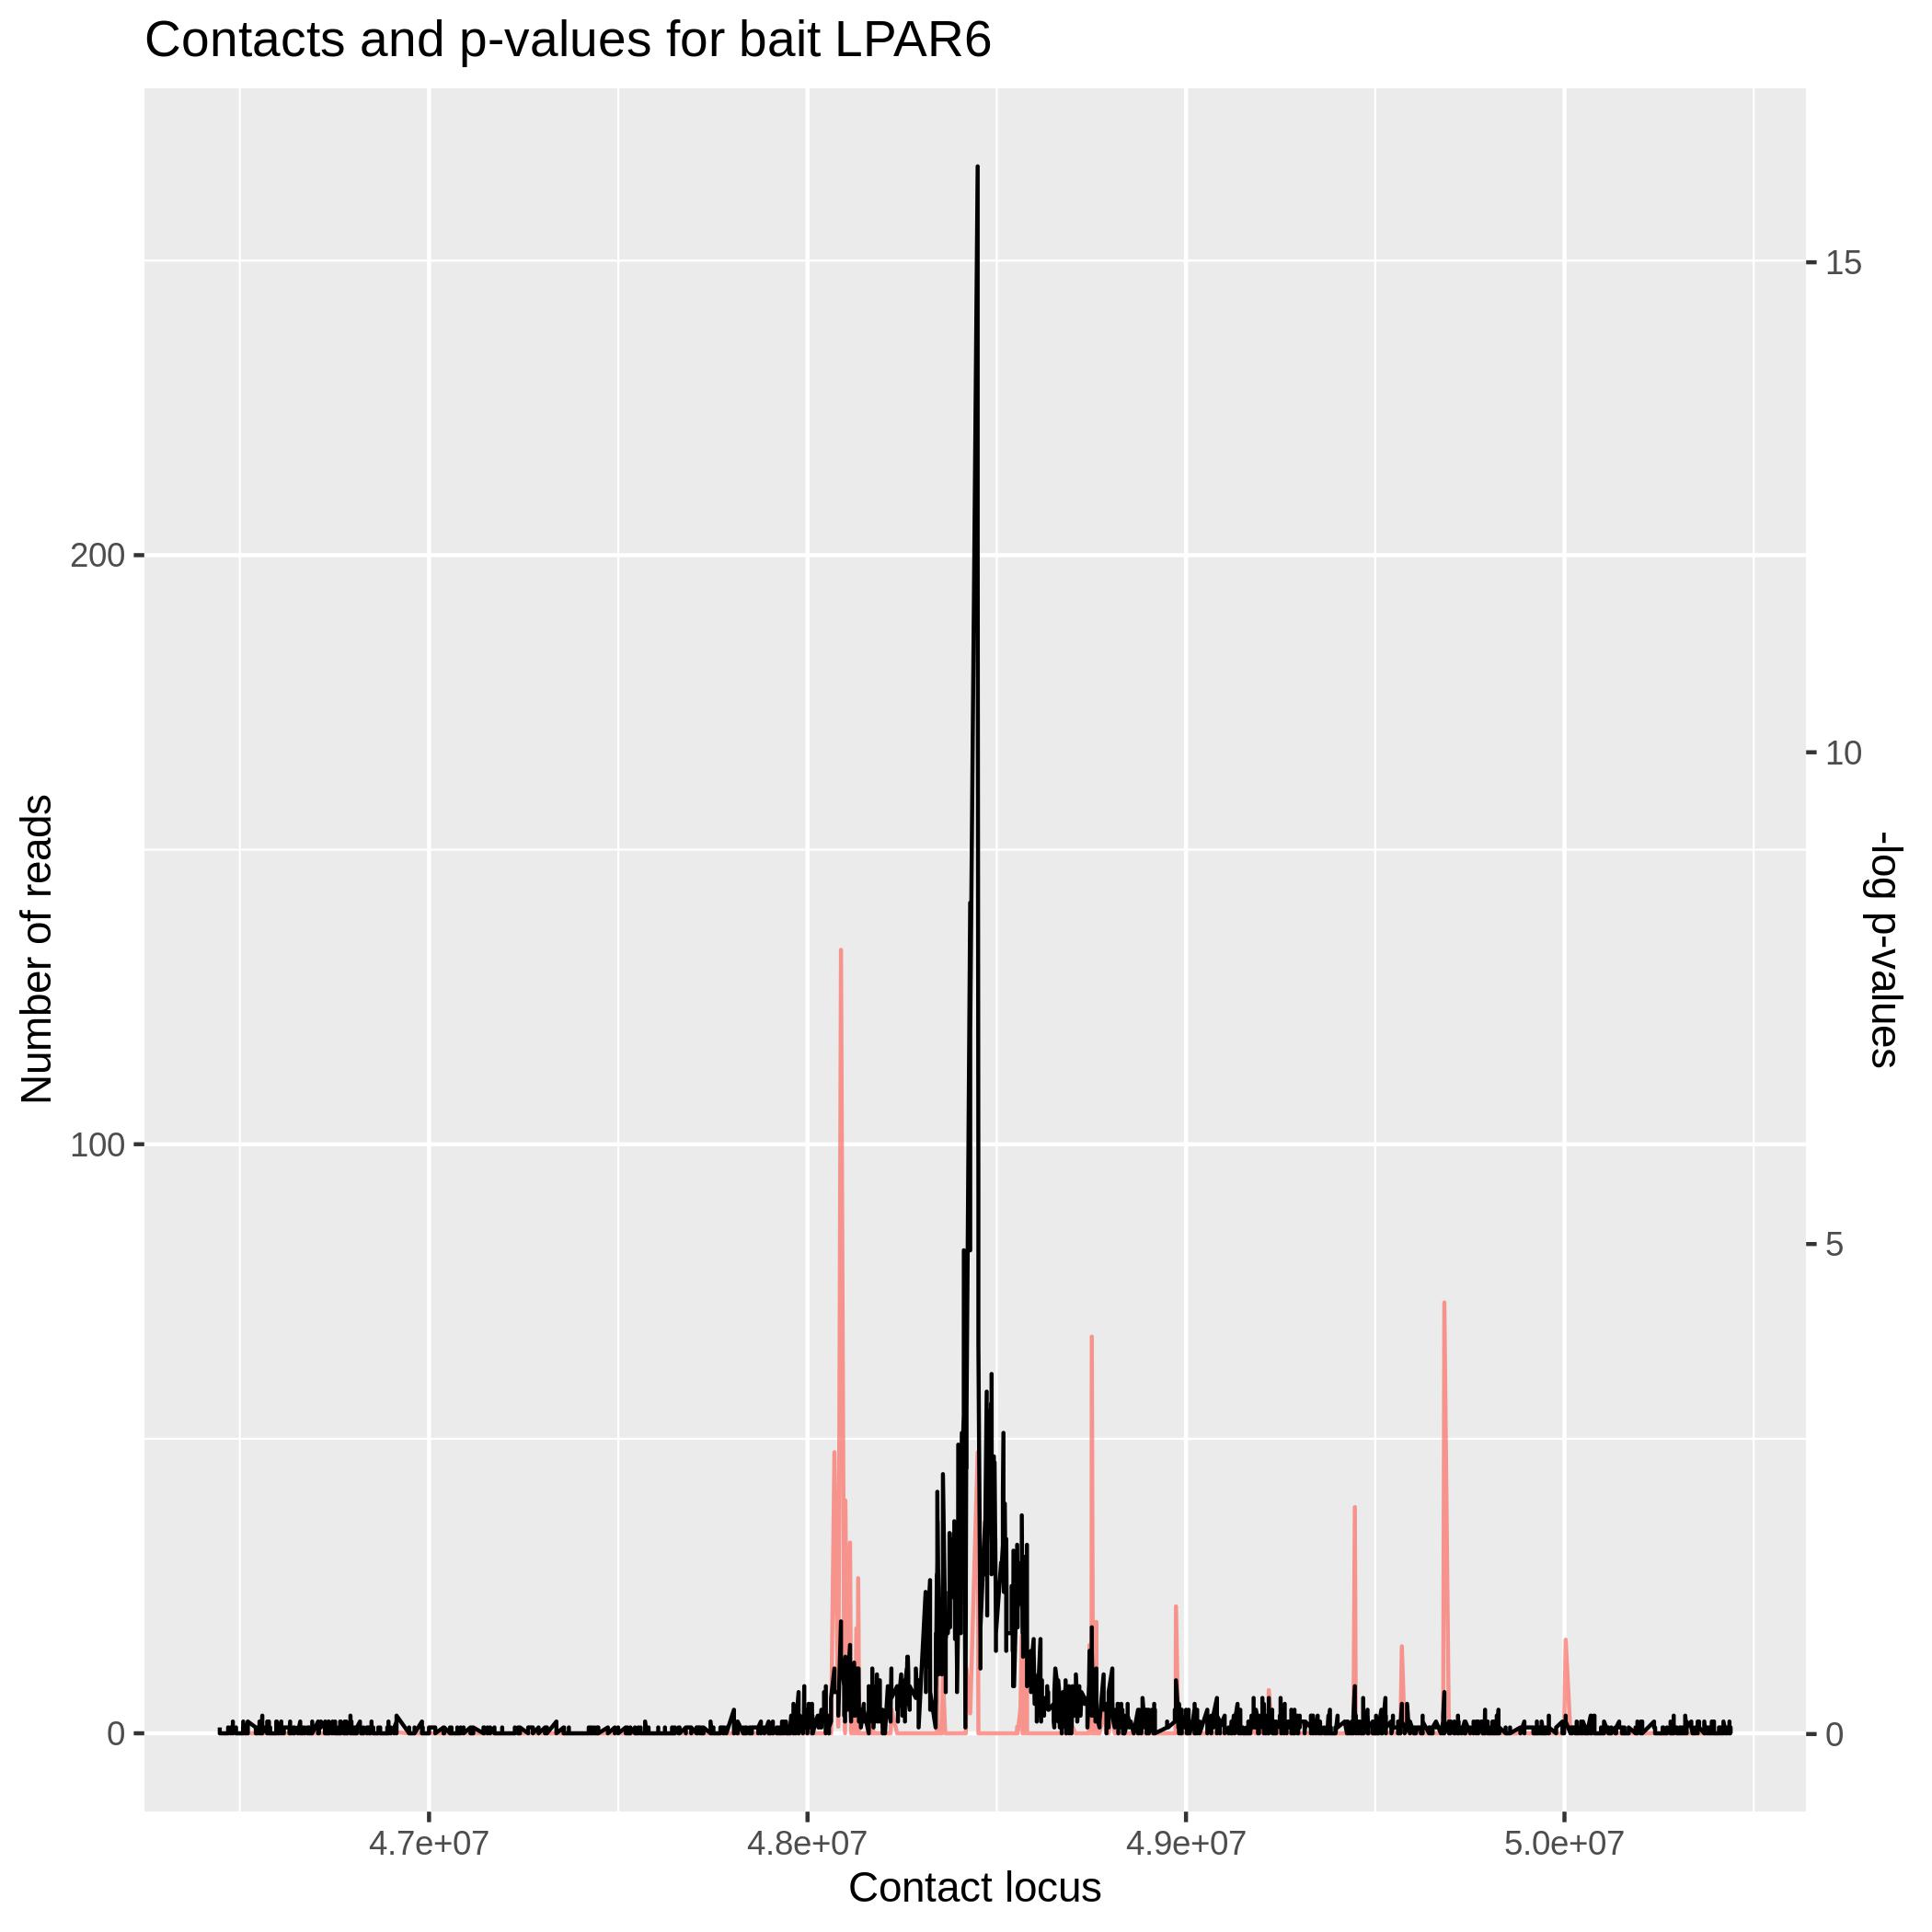 Contacts and p-values for bait LPAR6
Number of reads
200
100
0
15
10
5
0
-log p-values
4.7e+07
4.8e+07
4.9e+07
5.0e+07
Contact locus